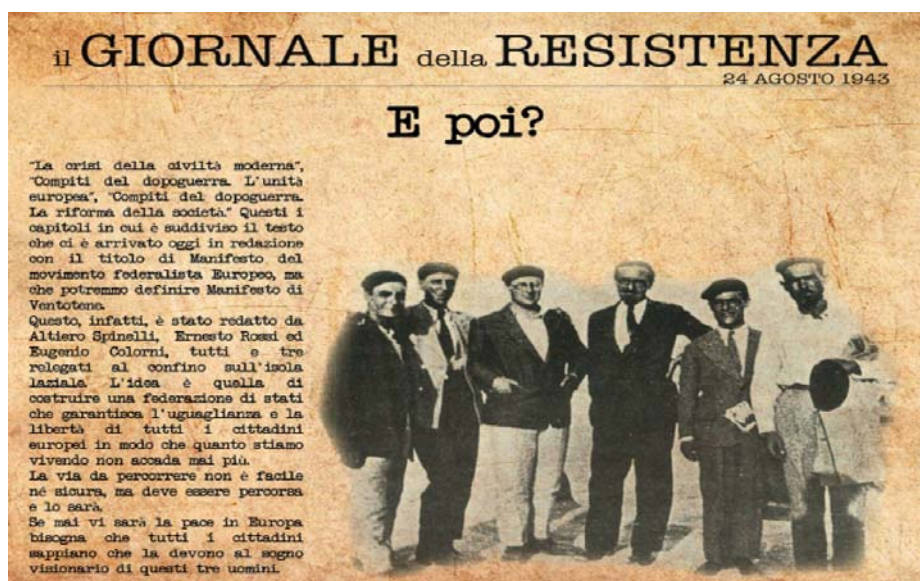 il GIORNALE della RESISTENZA
24 AGOSTO 1943
E poi?
"La crisi della civiltà moderna",
"Compiti del dopoguerra. L'unità
europea", "Compiti del dopoguerra.
La riforma della società." Questi i
capitoli in cui è suddiviso il testo
che ci è arrivato oggi in redazione
con il titolo di Manifesto del
movimento federalista Europeo, ma
che potremmo definire Manifesto di
Ventotene.
Questo, infatti, è stato redatto da
Altiero Spinelli, Ernesto Rossi ed
Eugenio Colorni, tutti e tre
relegati al confino sull'isola
laziale. L'idea è quella di
costruire una federazione di stati
che garantisca l'uguaglianza e la
libertà di tutti i cittadini
europei in modo che quanto stiamo
vivendo non accada mai più.
La via da percorrere non è facile
né sicura, ma deve essere percorsa
e lo sarà.
Se mai vi sarà la pace in Europa
bisogna che tutti i cittadini
sappiano che la devono al sogno
visionario di questi tre uomini.